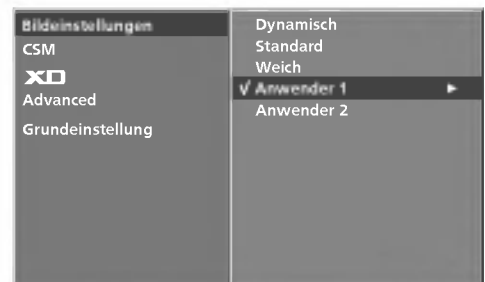 Bildeinstellungen
CSM
XD
Advanced
Grundeinstellung
Dynamisch
Standard
Weich
√ Anwender 1 ►
Anwender 2